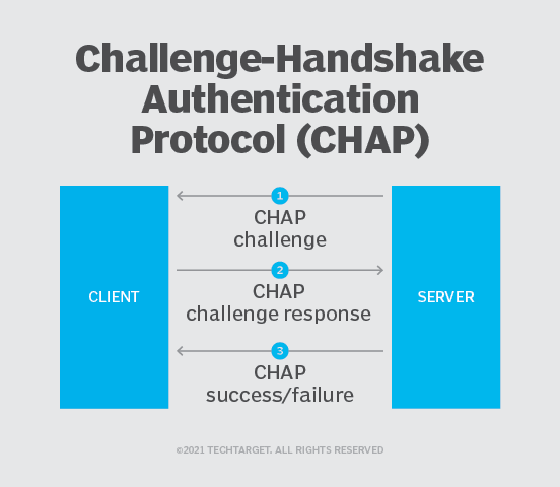 Challenge-Handshake
Authentication
Protocol (CHAP)
1
CHAP
challenge
CLIENT
2
SERVER
CHAP
challenge response
3
CHAP
success/failure
©2021 TECHTARGET. ALL RIGHTS RESERVED